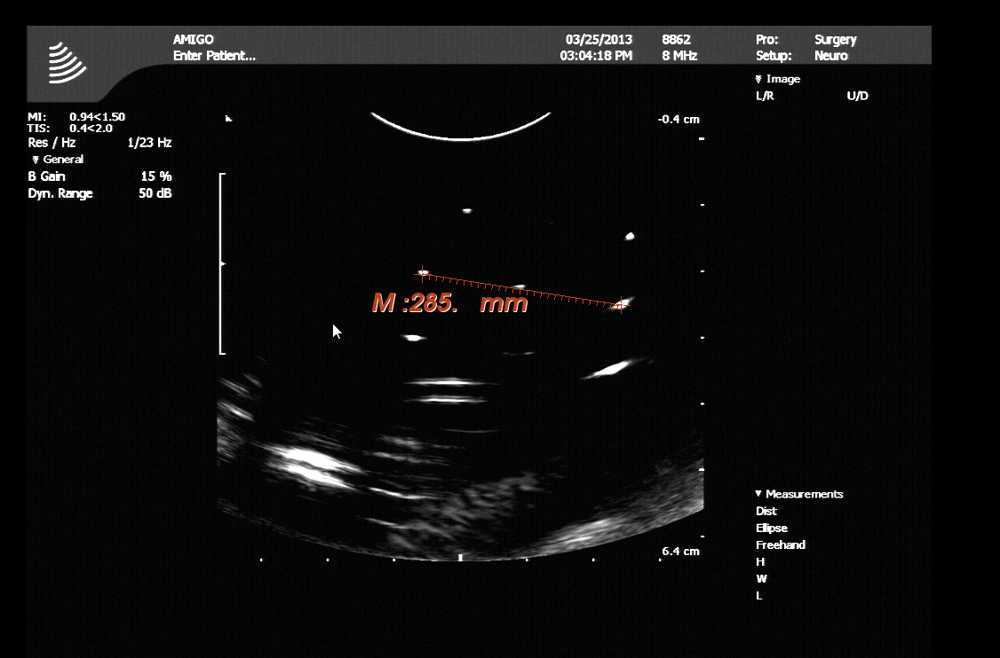 AMIGO 03/25/2013 8862 Pro: Surgery
Enter Patient... 03:04:18 PM 8 MHz Setup: Neuro
Image
L/R U/D
MI: 0.94<1.50 -0.4 cm
TIS: 0.4<2.0
Res / Hz 1/23 Hz
General
B Gain 15 %
Dyn. Range 50 dB
M :285. mm
Measurements
Dist
Ellipse
Freehand
6.4 cm
H
W
L